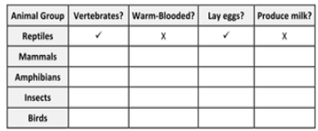 Animal Group Vertebrates? Warm-Blooded? Lay eggs? Produce milk?
Reptiles ✓ X ✓ X
Mammals
Amphibians
Insects
Birds